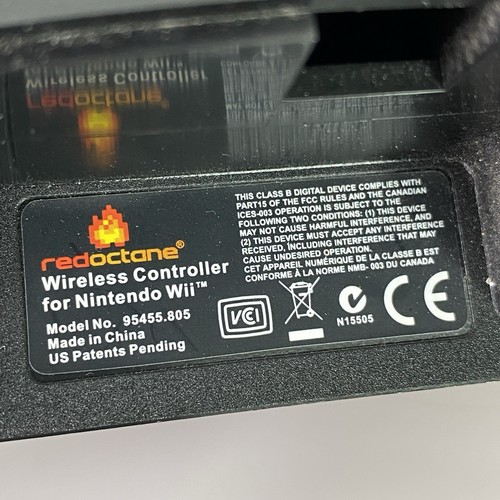 Wireless Controller
redoctane®
redoctane®
Wireless Controller
for Nintendo Wii™
Model No. 95455.805
Made in China
US Patents Pending
THIS CLASS B DIGITAL DEVICE COMPLIES WITH
PART15 OF THE FCC RULES AND THE CANADIAN
ICES-003 OPERATION IS SUBJECT TO THE
FOLLOWING TWO CONDITIONS: (1) THIS DEVICE
MAY NOT CAUSE HARMFUL INTERFERENCE, AND
(2) THIS DEVICE MUST ACCEPT ANY INTERFERENCE
RECEIVED, INCLUDING INTERFERENCE THAT MAY
CAUSE UNDESIRED OPERATION.
CET APPAREIL NUMÉRIQUE DE LA CLASSE B EST
CONFORME À LA NORME NMB- 003 DU CANADA
VCCI
N15505
CE